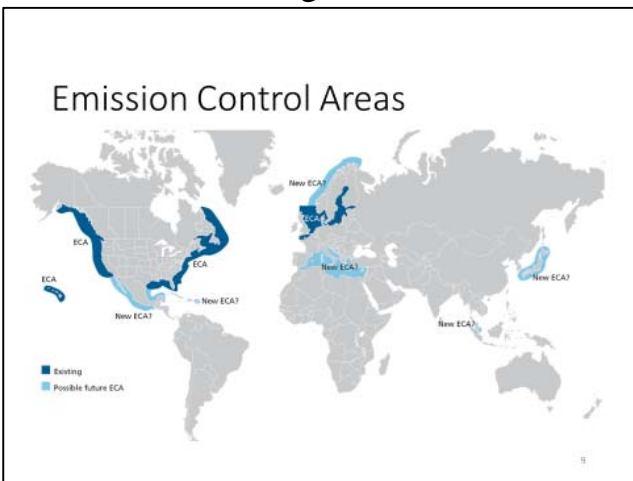 Emission Control Areas
New ECA?
ECA
ECA
ECA
ECA
New ECA?
New ECA?
New ECA?
New ECA?
New ECA?
Existing
Possible future ECA
9